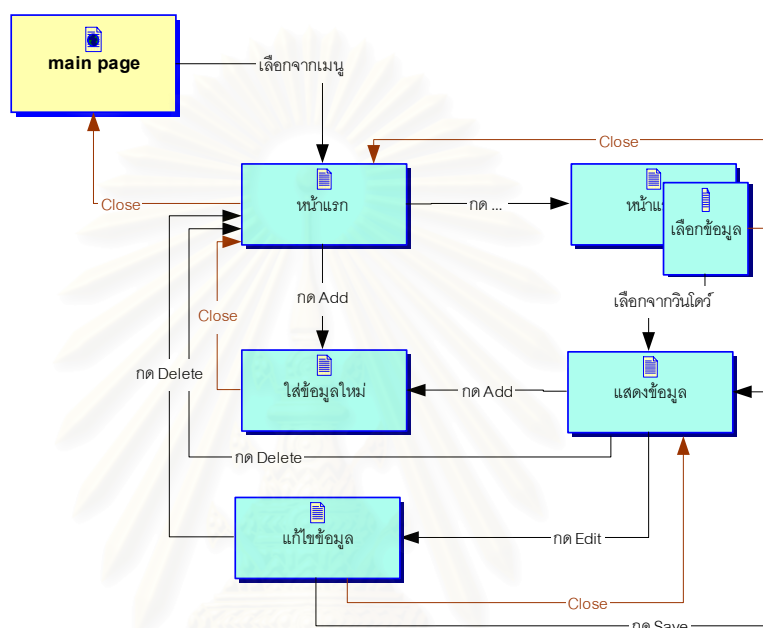 main page
เลือกจากเมนู
Close
หน้าแรก
Close
กด ...
เลือกข้อมูล
กด Add
เลือกจากวินโดว์
Close
กด Delete
ใส่ข้อมูลใหม่
กด Add
แสดงข้อมูล
กด Delete
แก้ไขข้อมูล
กด Edit
Close
กด Save